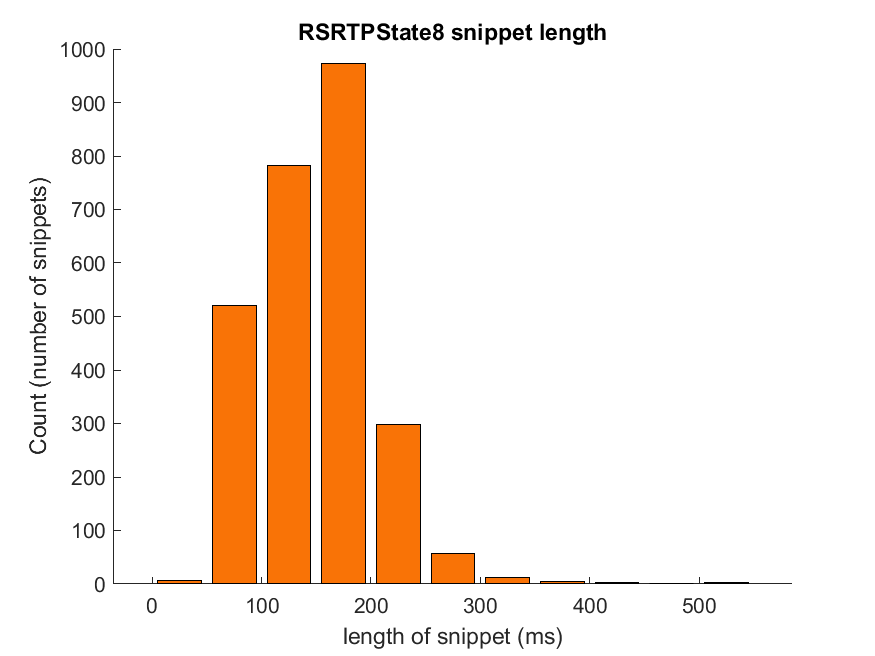 RSRTPState8 snippet length
1000
900
800
700
600
500
400
300
200
100
0
Count (number of snippets)
0 100 200 300 400 500
length of snippet (ms)